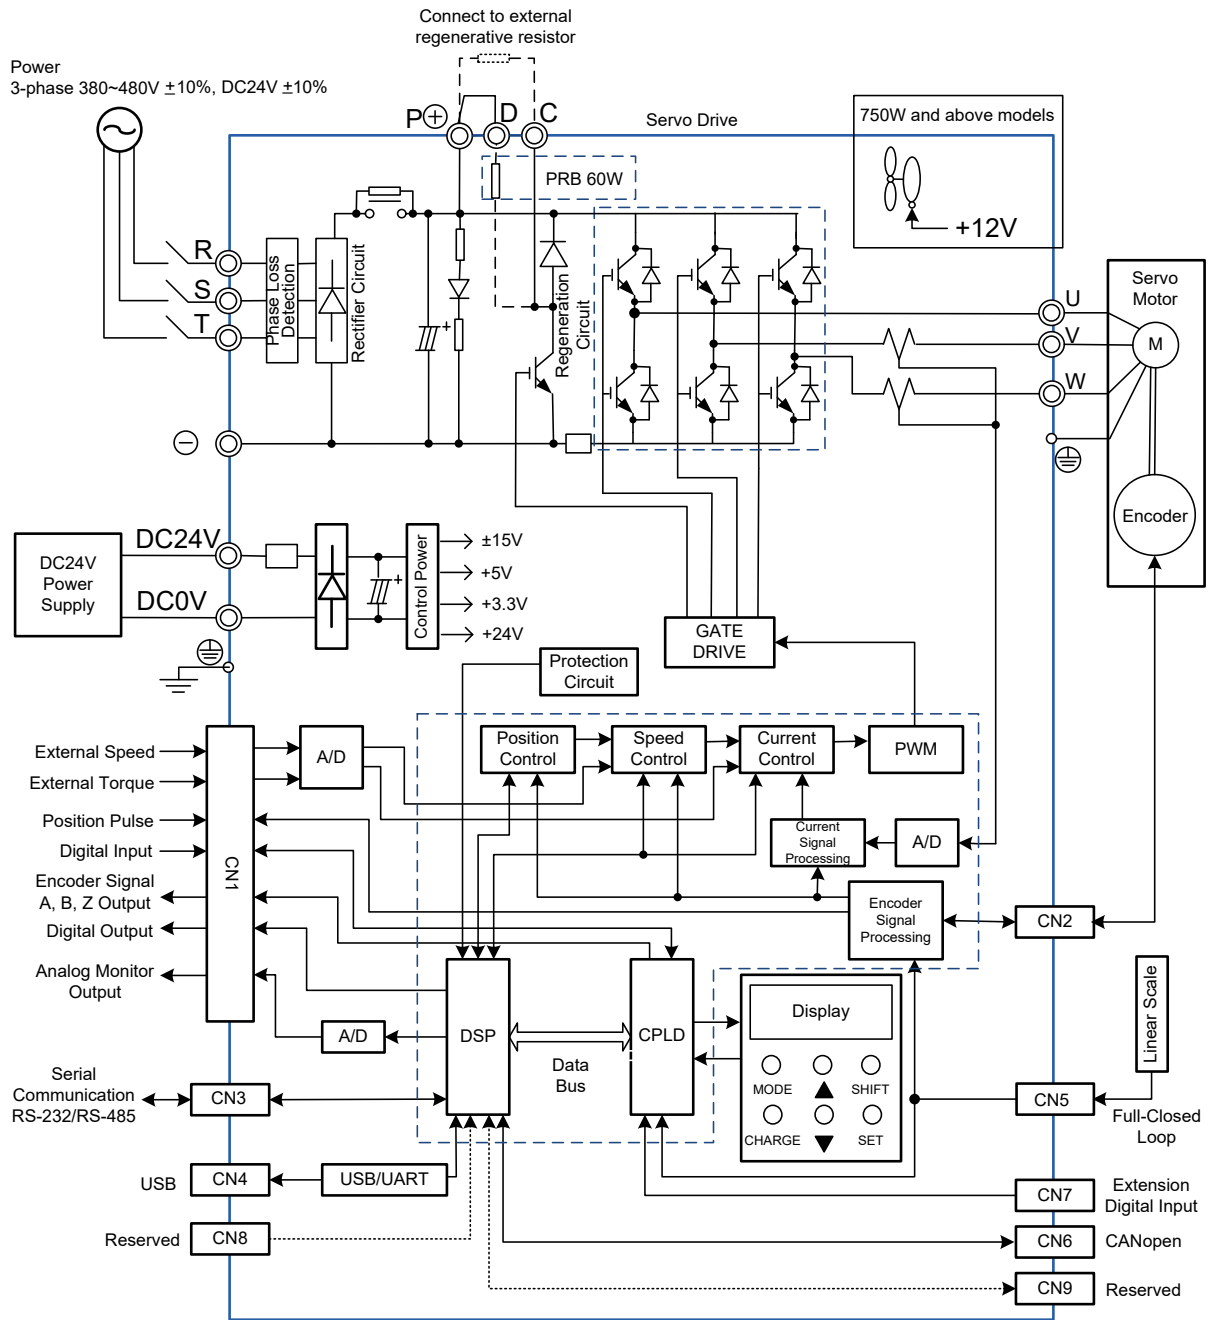 Connect to external
regenerative resistor
Power
3-phase 380~480V ±10%, DC24V ±10%
P
D
C
Servo Drive
750W and above models
PRB 60W
+12V
R
S
T
Phase Loss
Detection
Rectifier Circuit
+
Regeneration
Circuit
U
V
W
Servo
Motor
M
Encoder
DC24V
Power
Supply
DC24V
DC0V
+
Control Power
±15V
+5V
+3.3V
+24V
GATE
DRIVE
Protection
Circuit
External Speed
External Torque
Position Pulse
Digital Input
Encoder Signal
A, B, Z Output
Digital Output
Analog Monitor
Output
CN1
A/D
Position
Control
Speed
Control
Current
Control
PWM
Current
Signal
Processing
A/D
Encoder
Signal
Processing
CN2
A/D
DSP
Data
Bus
CPLD
Display
MODE
SHIFT
CHARGE
SET
Linear Scale
Serial
Communication
RS-232/RS-485
CN3
CN5
Full-Closed
Loop
USB
CN4
USB/UART
CN7
Extension
Digital Input
Reserved
CN8
CN6
CANopen
CN9
Reserved